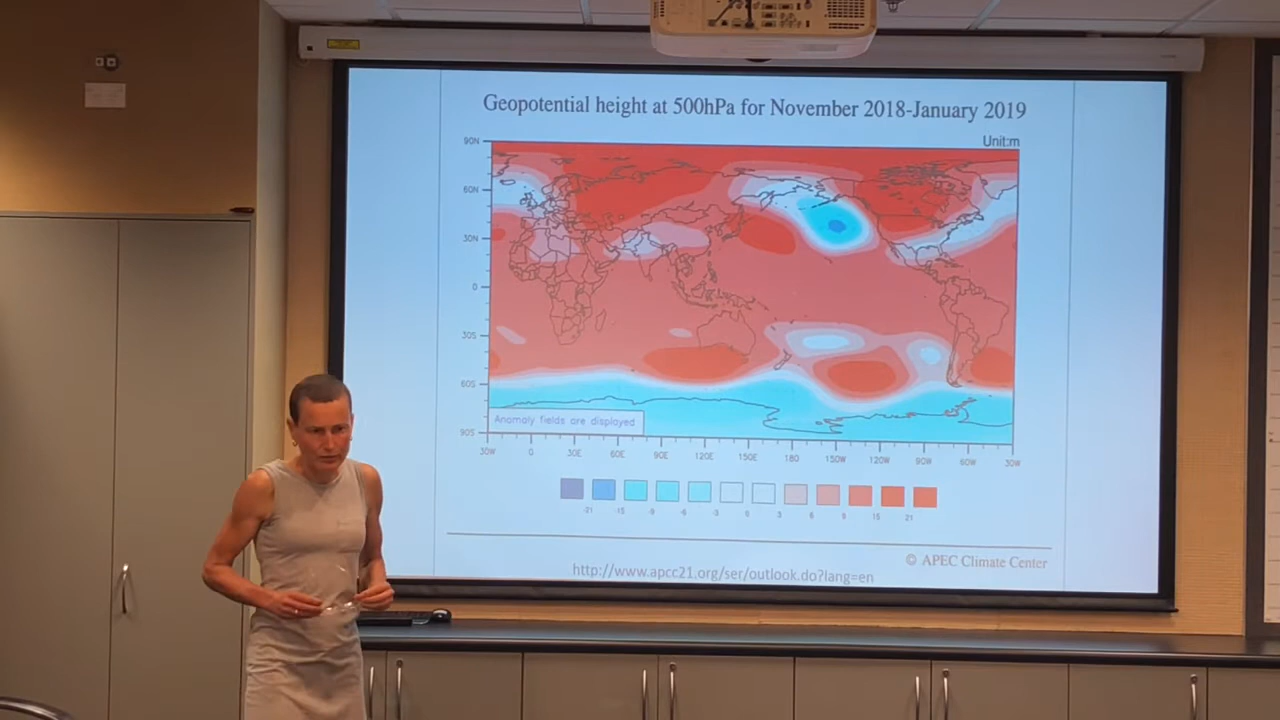 Geopotential height at 500hPa for November 2018-January 2019
Unit:m
90N
60N
30N
0
30S
60S
90S
Anomaly fields are displayed
30W 0 30E 60E 90E 120E 150E 180 150W 120W 90W 60W 30W
-21 -15 -9 -6 -3 0 3 6 9 15 21
© APEC Climate Center
http://www.apcc21.org/ser/outlook.do?lang=en